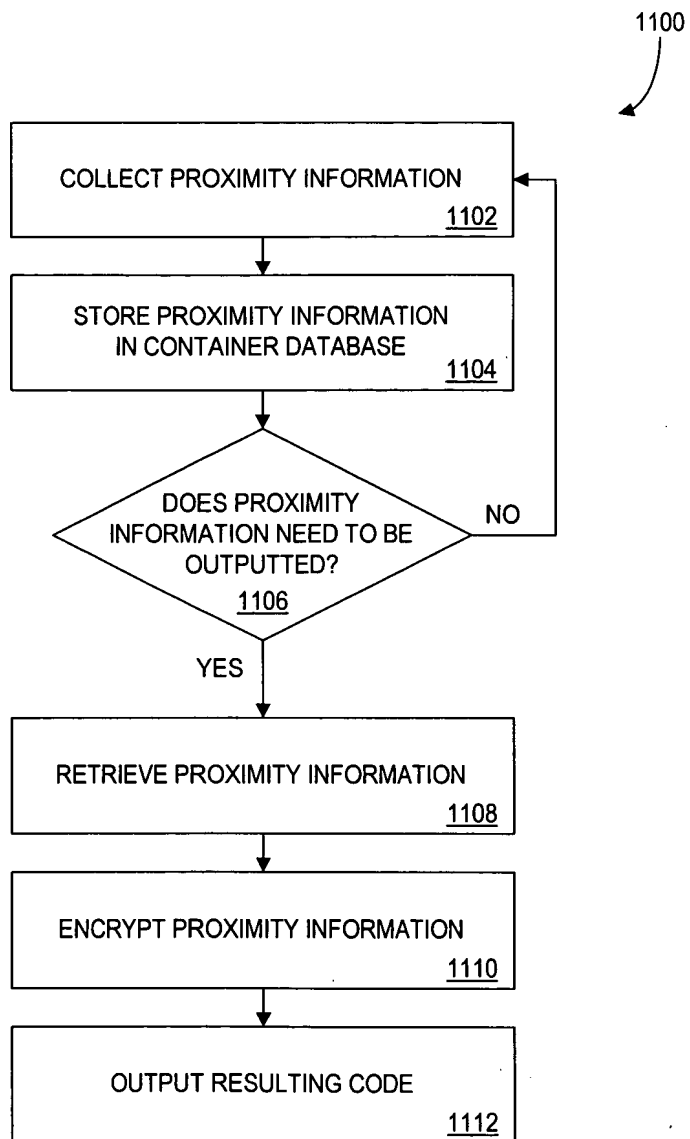 1100
COLLECT PROXIMITY INFORMATION
1102
STORE PROXIMITY INFORMATION
IN CONTAINER DATABASE
1104
DOES PROXIMITY
INFORMATION NEED TO BE
OUTPUTTED?
1106
NO
YES
RETRIEVE PROXIMITY INFORMATION
1108
ENCRYPT PROXIMITY INFORMATION
1110
OUTPUT RESULTING CODE
1112